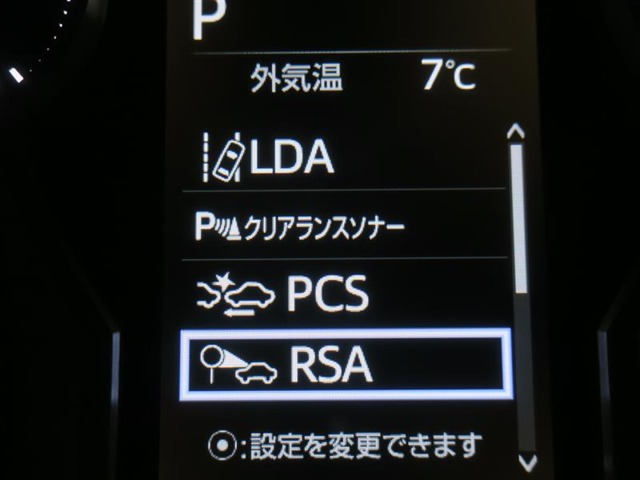 P
外気温 7℃
LDA
Pクリアランスソナー
PCS
RSA
:設定を変更できます